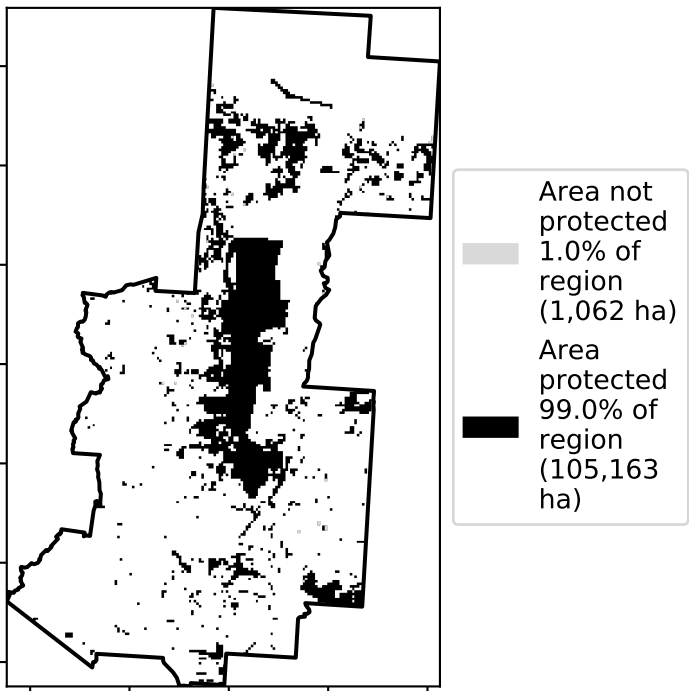 Area not
protected
1.0% of
region
(1,062 ha)
Area
protected
99.0% of
region
(105,163
ha)